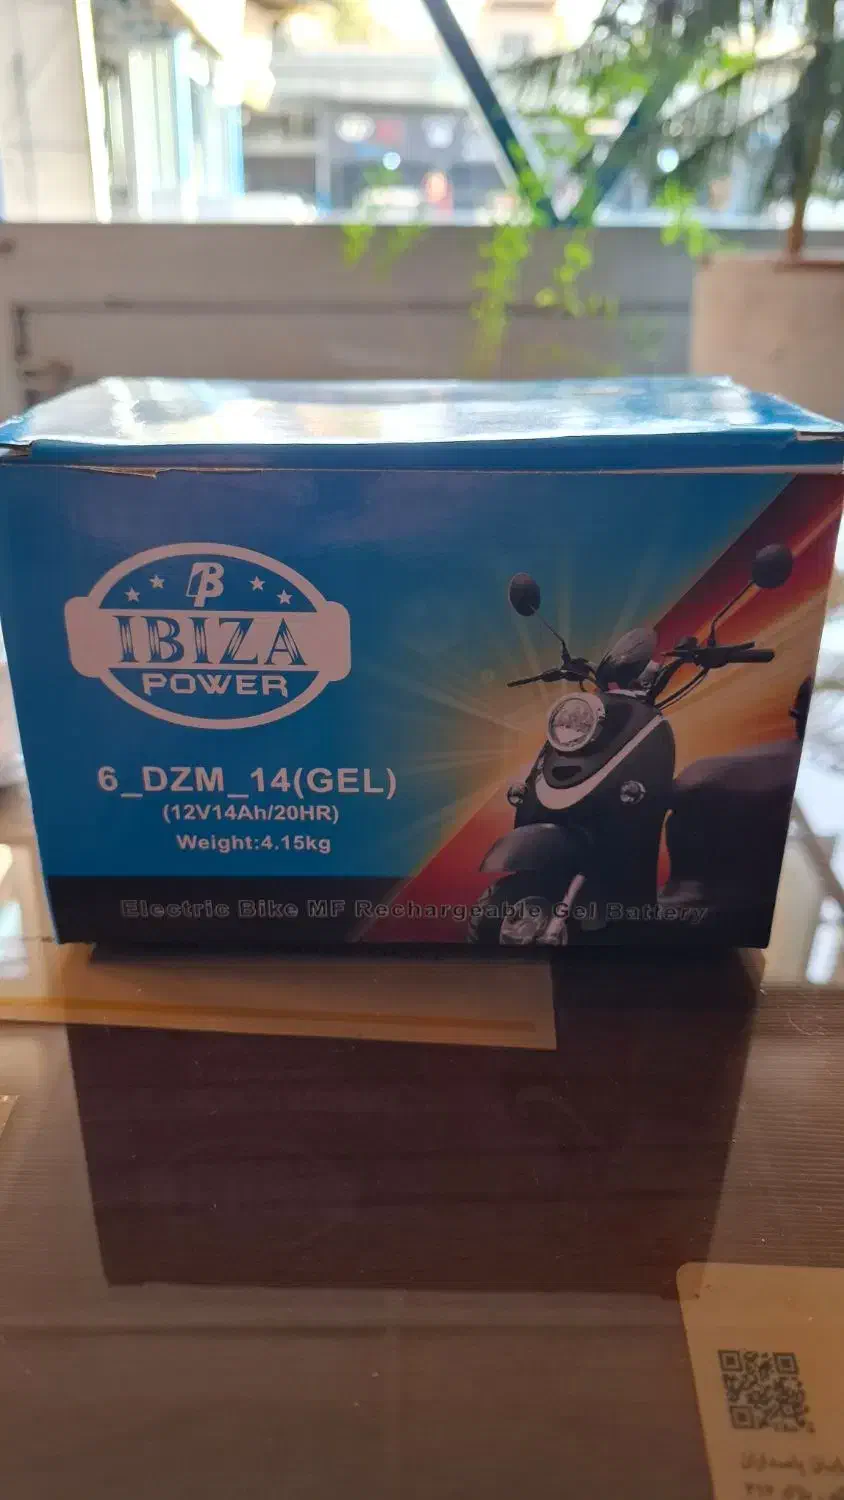 IBIZA
POWER
6_DZM_14(GEL)
(12V14Ah/20HR)
Weight:4.15kg
Electric Bike MF Rechargeable Gel Battery